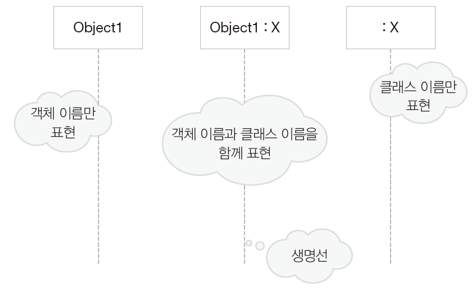 Object1
Object1 : X
: X
객체 이름만
표현
객체 이름과 클래스 이름을
함께 표현
클래스 이름만
표현
생명선